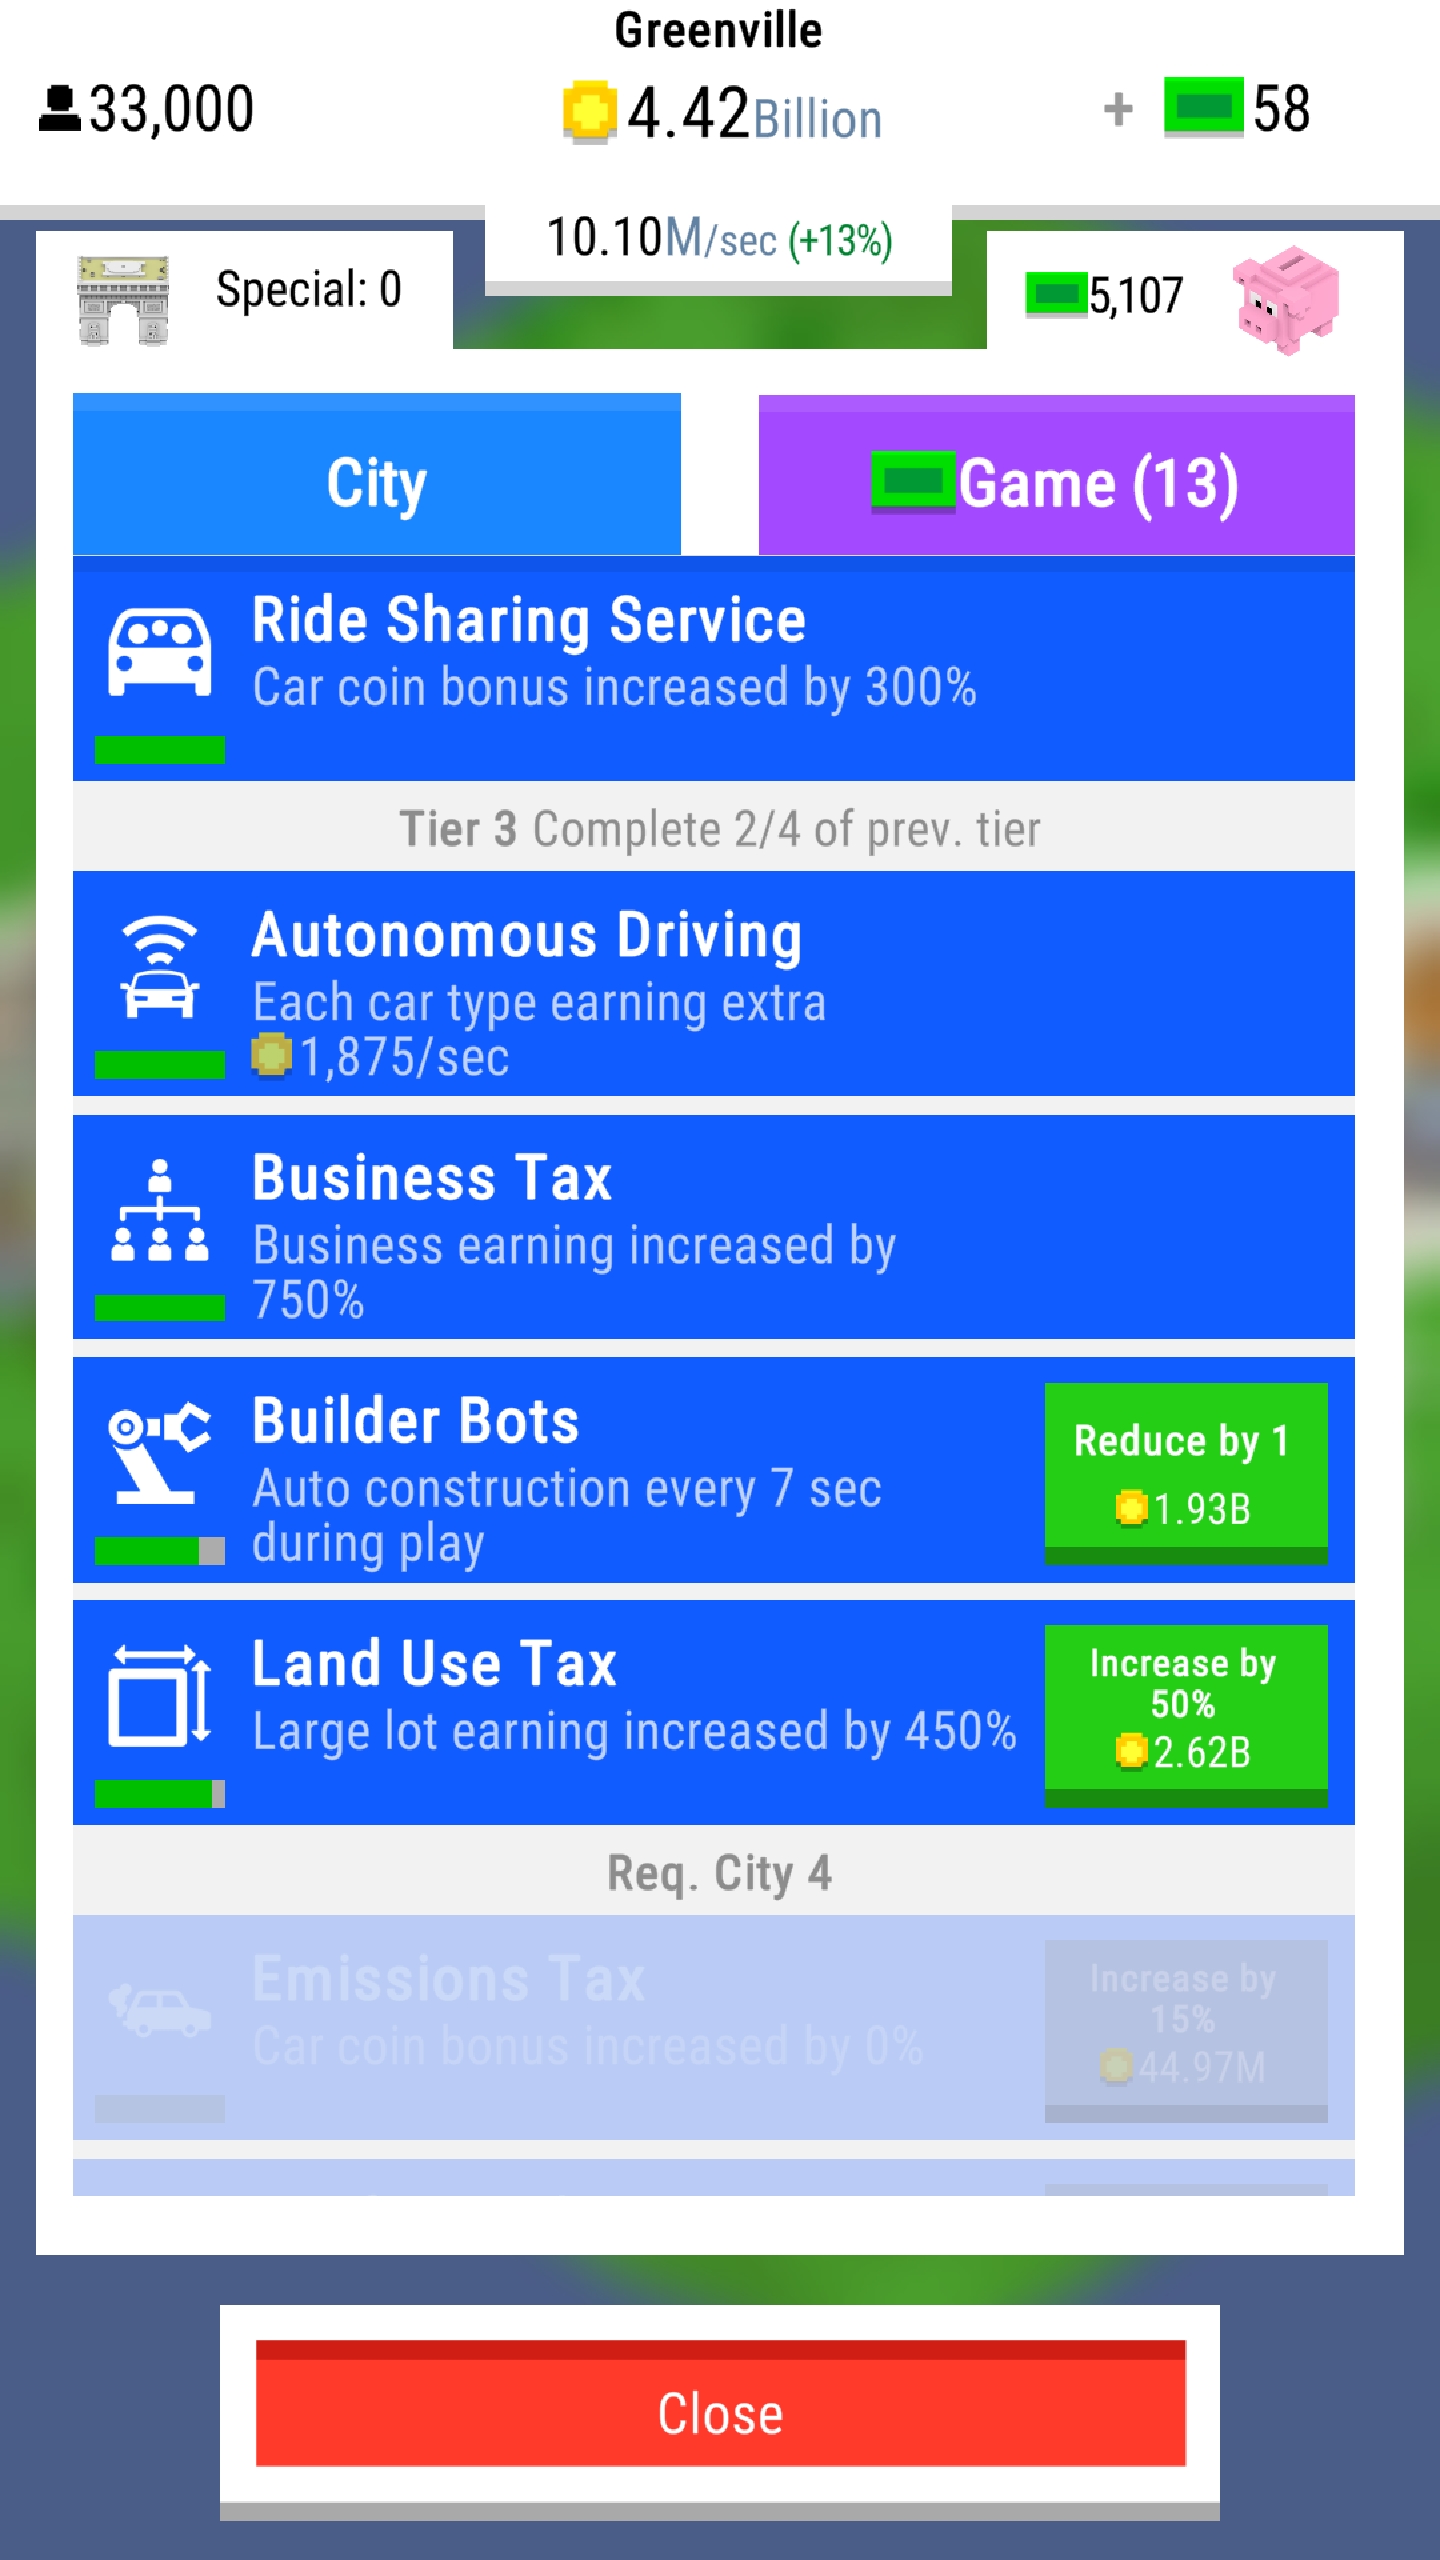 Greenville
33,000
4.42Billion
+ 58
10.10M/sec (+13%)
Special: 0
5,107
City
Game (13)
Ride Sharing Service
Car coin bonus increased by 300%
Tier 3 Complete 2/4 of prev. tier
Autonomous Driving
Each car type earning extra
1,875/sec
Business Tax
Business earning increased by
750%
Builder Bots
Auto construction every 7 sec
during play
Reduce by 1
1.93B
Land Use Tax
Large lot earning increased by 450%
Increase by
50%
2.62B
Req. City 4
Emissions Tax
Car coin bonus increased by 0%
Increase by
15%
44.97M
Close